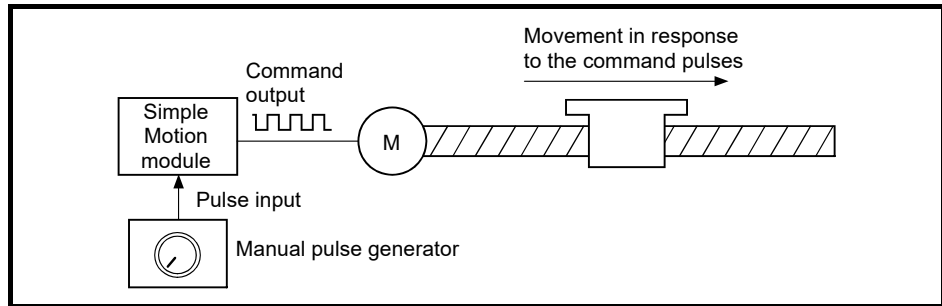 Movement in response
to the command pulses
Command
output
Simple
Motion
module
M
Pulse input
Manual pulse generator